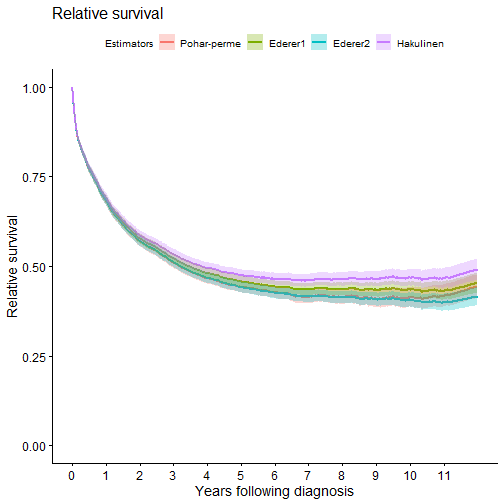 Relative survival
Estimators Pohar-perme Ederer1 Ederer2 Hakulinen
1.00
0.75
0.50
0.25
0.00
Relative survival
0 1 2 3 4 5 6 7 8 9 10 11
Years following diagnosis